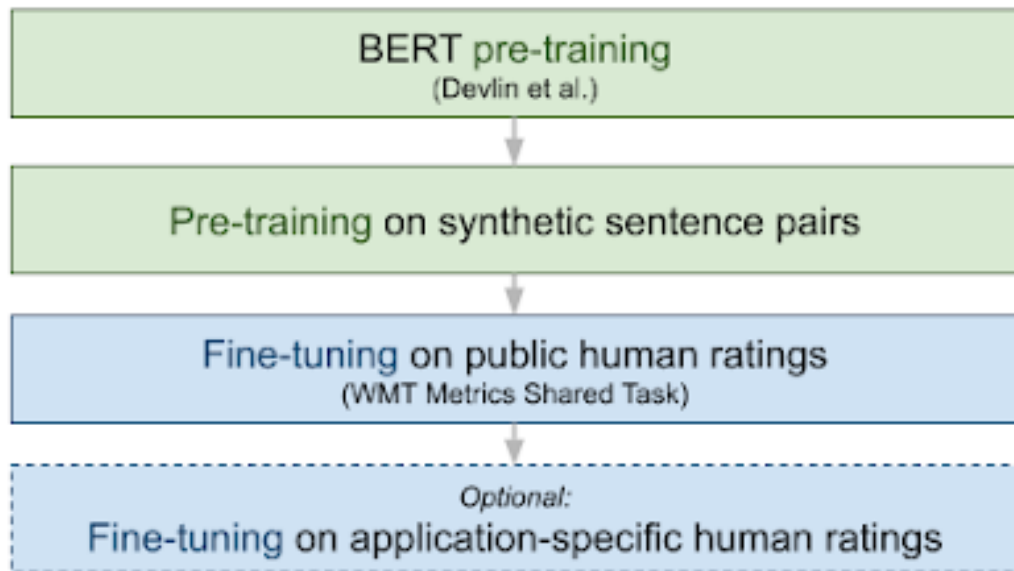 BERT pre-training
(Devlin et al.)
Pre-training on synthetic sentence pairs
Fine-tuning on public human ratings
(WMT Metrics Shared Task)
Optional:
Fine-tuning on application-specific human ratings